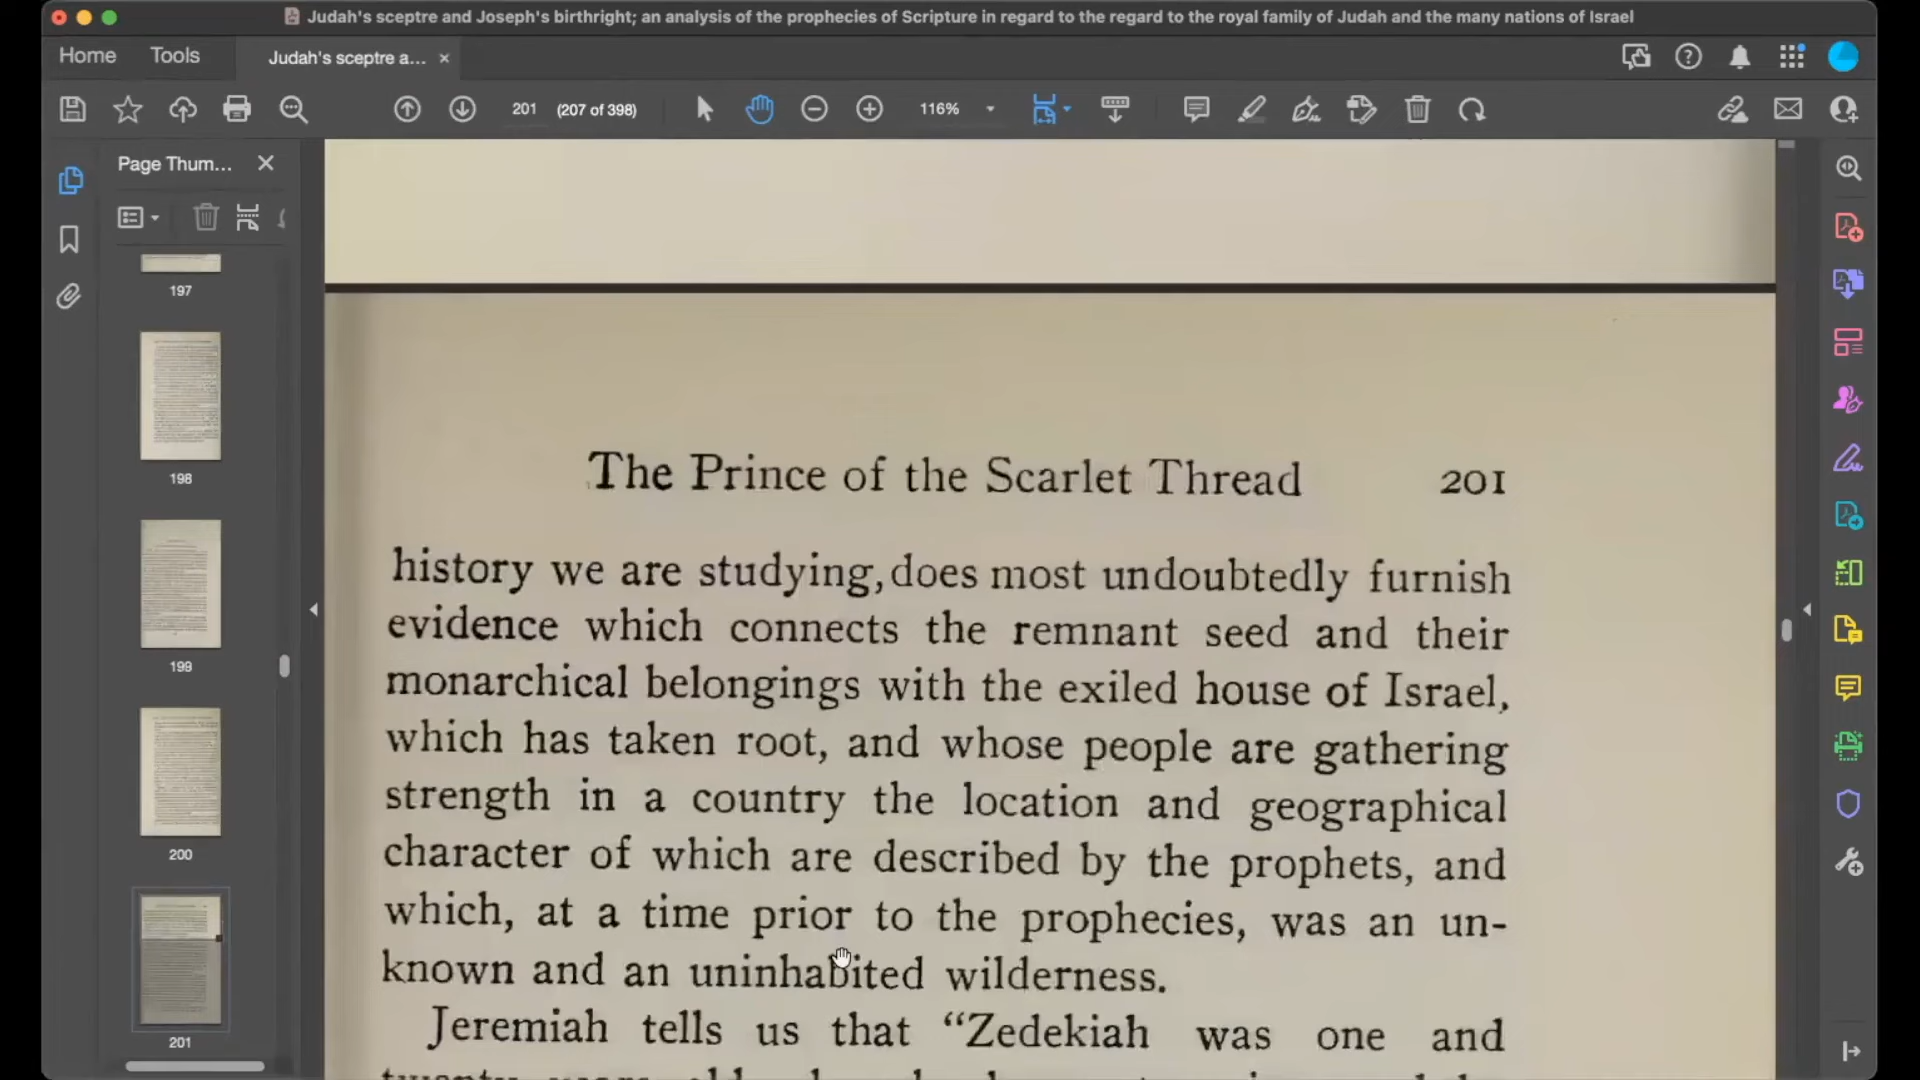 Judah's sceptre and Joseph's birthright; an analysis of the prophecies of Scripture in regard to the regard to the royal family of Judah and the many nations of Israel
Home Tools Judah's sceptre a... ×
201 (207 of 398) 116%
Page Thum...
197
198
199
200
201
The Prince of the Scarlet Thread 201
history we are studying, does most undoubtedly furnish
evidence which connects the remnant seed and their
monarchical belongings with the exiled house of Israel,
which has taken root, and whose people are gathering
strength in a country the location and geographical
character of which are described by the prophets, and
which, at a time prior to the prophecies, was an un-
known and an uninhabited wilderness.
Jeremiah tells us that "Zedekiah was one and